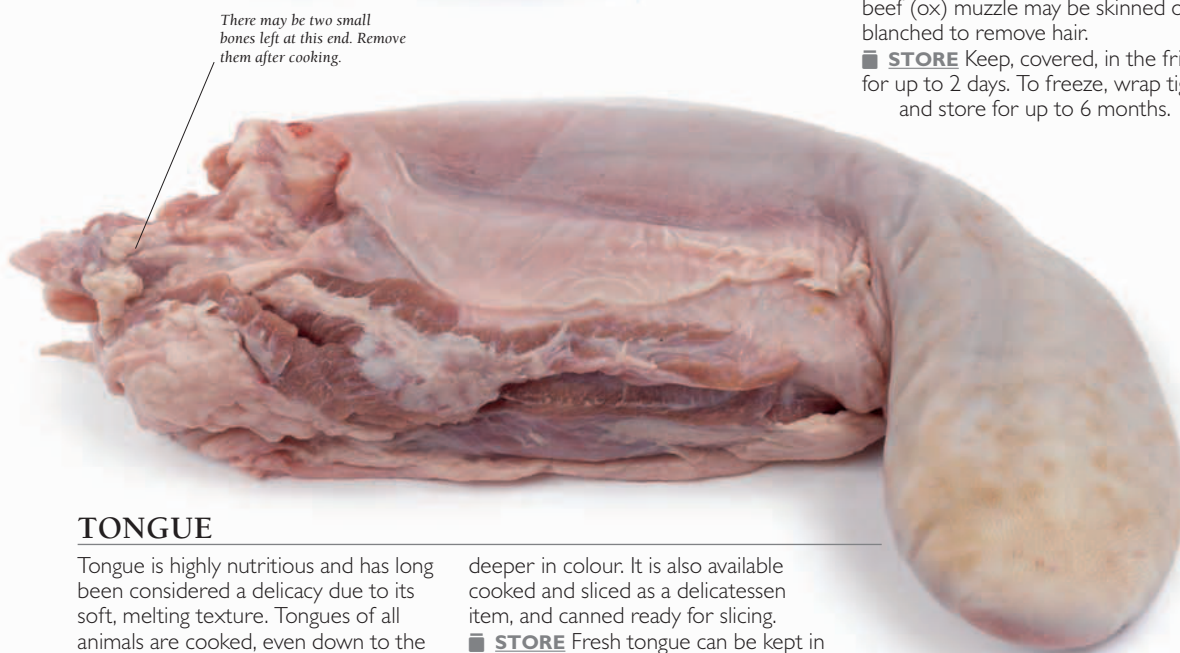 There may be two small
bones left at this end. Remove
them after cooking.
beef (ox) muzzle may be skinned
blanched to remove hair.
STORE Keep, covered, in the
for up to 2 days. To freeze, wrap
and store for up to 6 months.
TONGUE
Tongue is highly nutritious and has long
been considered a delicacy due to its
soft, melting texture. Tongues of all
animals are cooked, even down to the
deeper in colour. It is also available
cooked and sliced as a delicatessen
item, and canned ready for slicing.
STORE Fresh tongue can be kept in